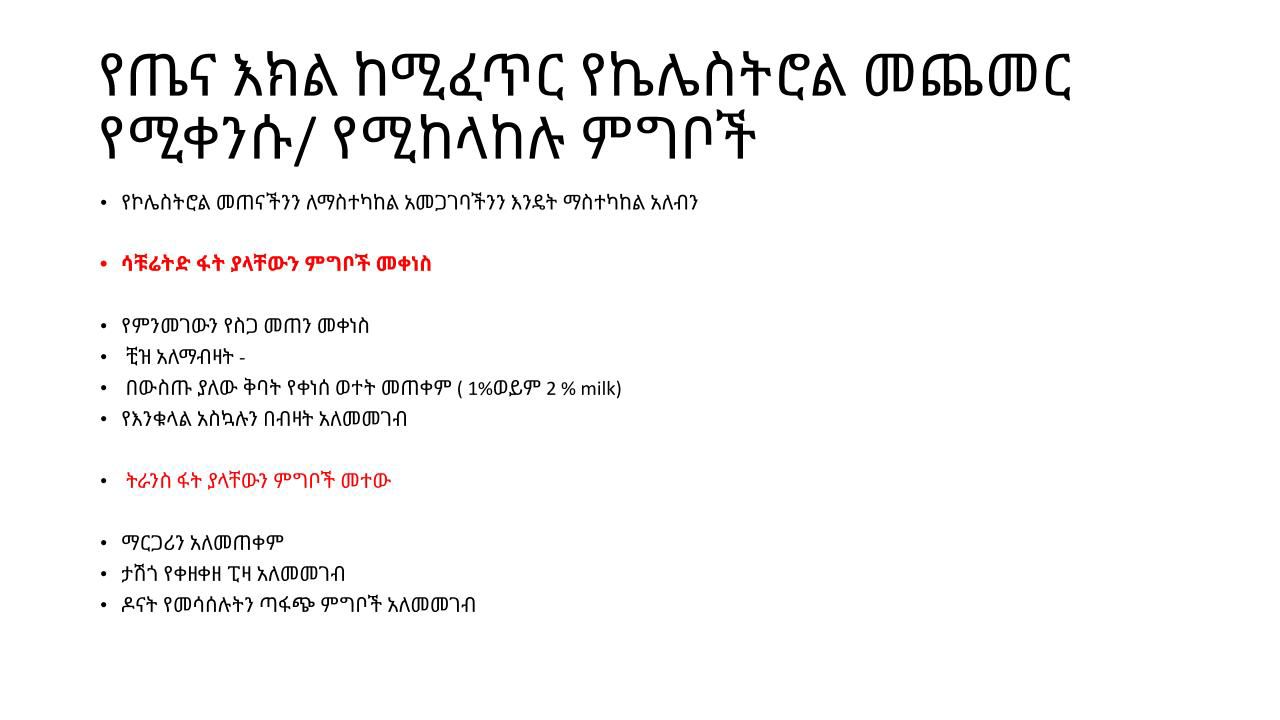 የጤና እክል ከሚፈጥር የኬሌስትሮል መጨመር
የሚቀንሱ/ የሚከላከሉ ምግቦች
• የኮሌስትሮል መጠናችንን ለማስተካከል አመጋገባችንን እንዴት ማስተካከል አለብን
• ሳቹሬትድ ፋት ያላቸውን ምግቦች መቀነስ
• የምንመገውን የስጋ መጠን መቀነስ
• ቺዝ አለማብዛት -
• በውስጡ ያለው ቅባት የቀነሰ ወተት መጠቀም ( 1%ወይም 2 % milk)
• የእንቁላል አስኳሉን በብዛት አለመመገብ
• ትራንስ ፋት ያላቸውን ምግቦች መተው
• ማርጋሪን አለመጠቀም
• ታሽጎ የቀዘቀዘ ፒዛ አለመመገብ
• ዶናት የመሳሰሉትን ጣፋጭ ምግቦች አለመመገብ